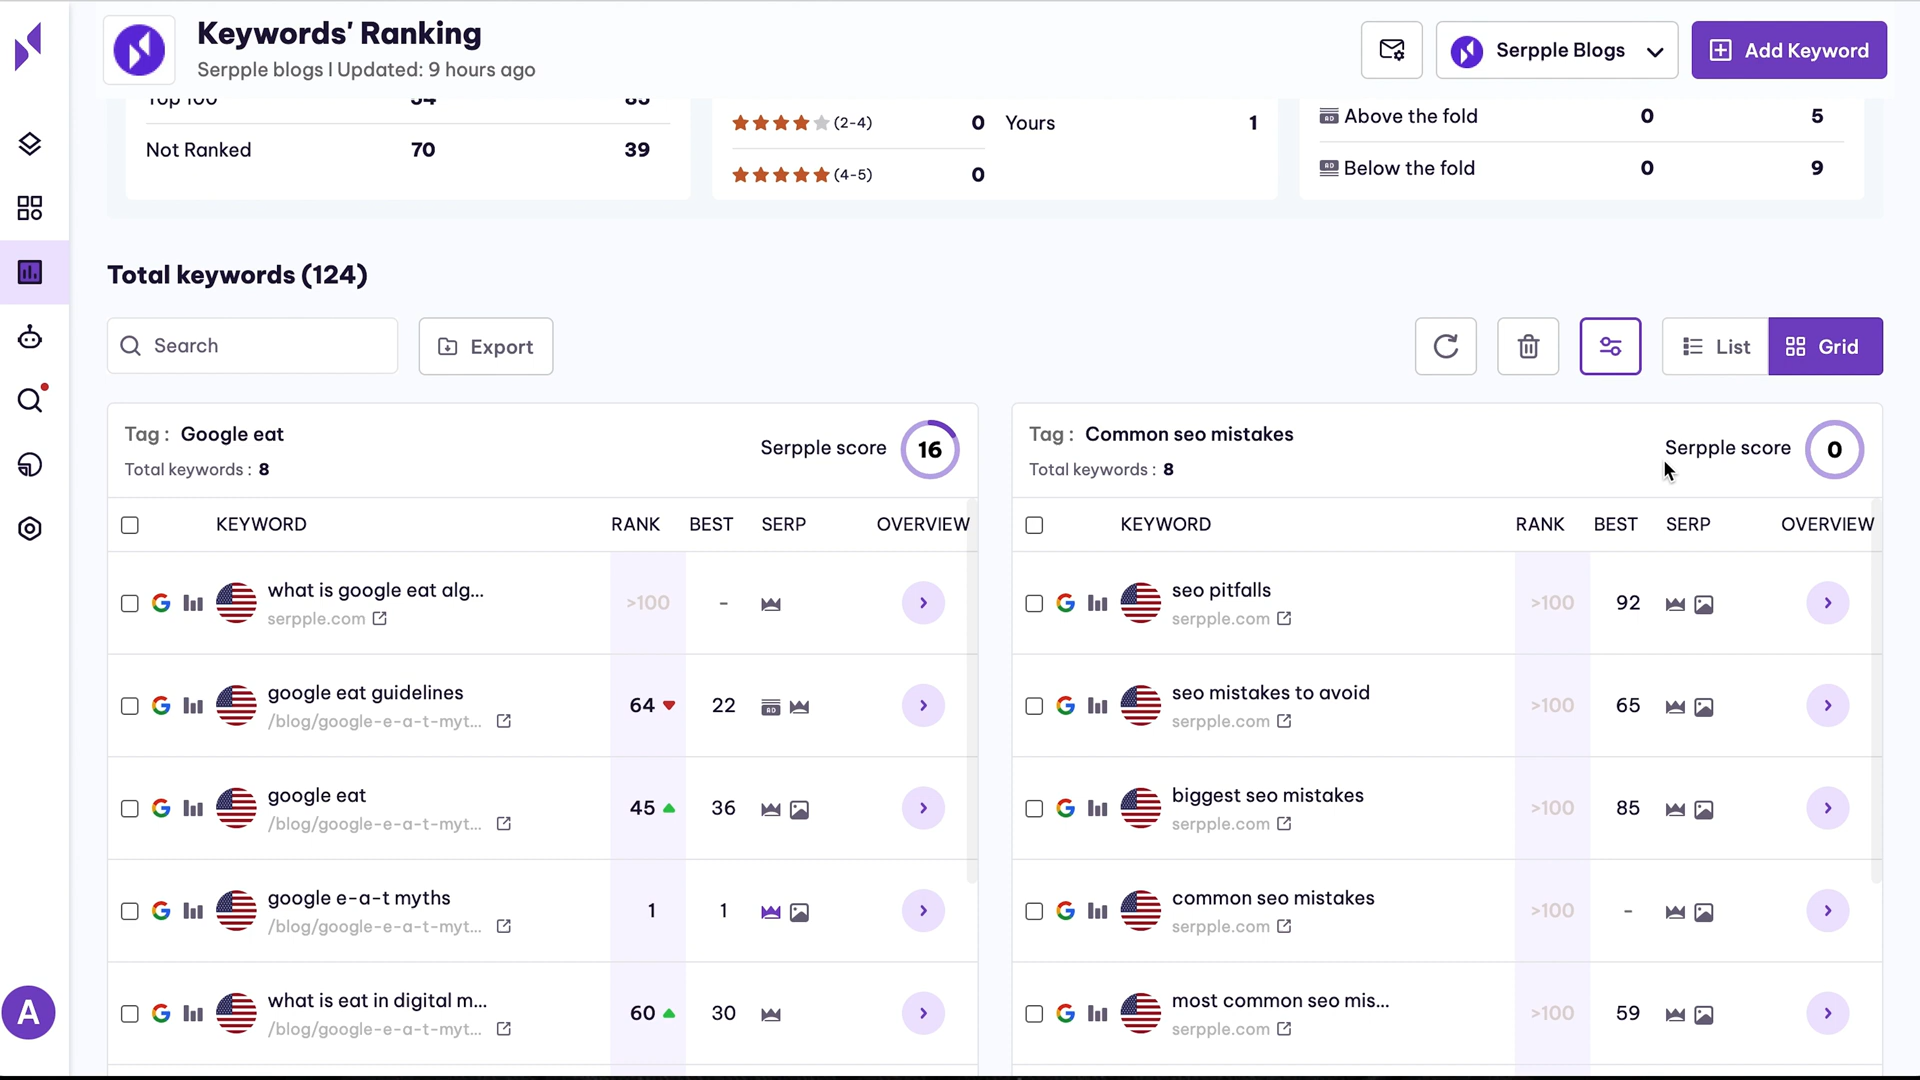 Keywords' Ranking
Serpple blogs | Updated: 9 hours ago
Serpple Blogs
Add Keyword
Top 100 54 85
Not Ranked 70 39
(2-4) 0
(4-5) 0
Yours 1
AD Above the fold 0 5
AD Below the fold 0 9
Total keywords (124)
Search
Export
List
Grid
Tag : Google eat
Total keywords : 8
Serpple score 16
KEYWORD RANK BEST SERP OVERVIEW
what is google eat alg... >100 -
serpple.com
google eat guidelines 64 22 AD
/blog/google-e-a-t-myt...
google eat 45 36
/blog/google-e-a-t-myt...
google e-a-t myths 1 1
/blog/google-e-a-t-myt...
what is eat in digital m... 60 30
/blog/google-e-a-t-myt...
Tag : Common seo mistakes
Total keywords : 8
Serpple score 0
KEYWORD RANK BEST SERP OVERVIEW
seo pitfalls >100 92
serpple.com
seo mistakes to avoid >100 65
serpple.com
biggest seo mistakes >100 85
serpple.com
common seo mistakes >100 -
serpple.com
most common seo mis... >100 59
serpple.com
A